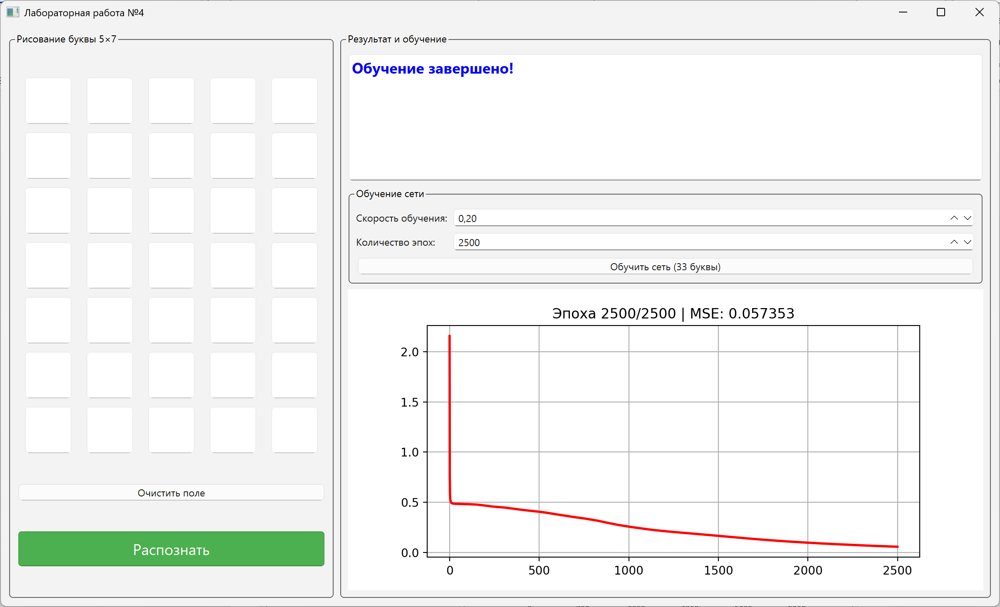 Лабораторная работа №4
Рисование буквы 5×7
Очистить поле
Распознать
Результат и обучение
Обучение завершено!
Обучение сети
Скорость обучения: 0,20
Количество эпох: 2500
Обучить сеть (33 буквы)
Эпоха 2500/2500 | MSE: 0.057353
2.0
1.5
1.0
0.5
0.0
0 500 1000 1500 2000 2500